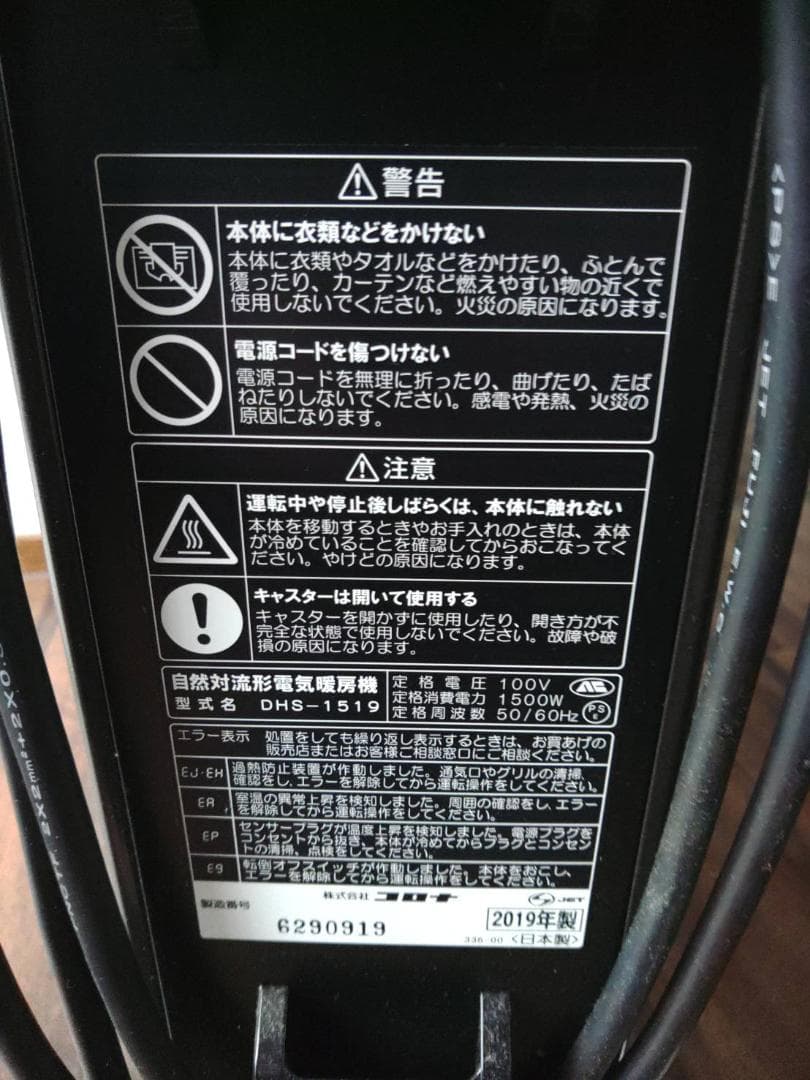 ⚠警告
本体に衣類などをかけない
本体に衣類やタオルなどをかけたり、ふとんで
覆ったり、カーテンなど燃えやすい物の近くで
使用しないでください。火災の原因になります。
電源コードを傷つけない
電源コードを無理に折ったり、曲げたり、たば
ねたりしないでください。感電や発熱、火災の
原因になります。
⚠注意
運転中や停止後しばらくは、本体に触れない
本体を移動するときやお手入れのときは、本体
が冷めていることを確認してからおこなってく
ださい。やけどの原因になります。
キャスターは開いて使用する
キャスターを開かずに使用したり、開き方が不
完全な状態で使用しないでください。故障や破
損の原因になります。
自然対流形電気暖房機
型式名 DHS-1519
定格電圧 100V
定格消費電力 1500W
定格周波数 50/60Hz
PS
E
エラー表示 処置をしても繰り返し表示するときは、お買あげの
販売店またはお客様ご相談窓口にご相談ください。
EJ・EH 過熱防止装置が作動しました。通気口やグリルの清掃、
確認をし、エラーを解除してから運転操作をしてください。
EA 室温の異常上昇を検知しました。周囲の確認をし、エラー
を解除してから運転操作をしてください。
EP センサープラグが温度上昇を検知しました。電源プラグを
コンセントから抜き、本体が冷めてからプラグとコンセン
トの清掃、点検をしてください。
E9 転倒オフスイッチが作動しました。本体をおこし、
エラーを解除してから運転操作をしてください。
株式会社 コロナ
JET
製造番号
6290919
2019年製
336-00 <日本製>
<PS>E JET FUJI E.W.C
2X2mm²+2X0.